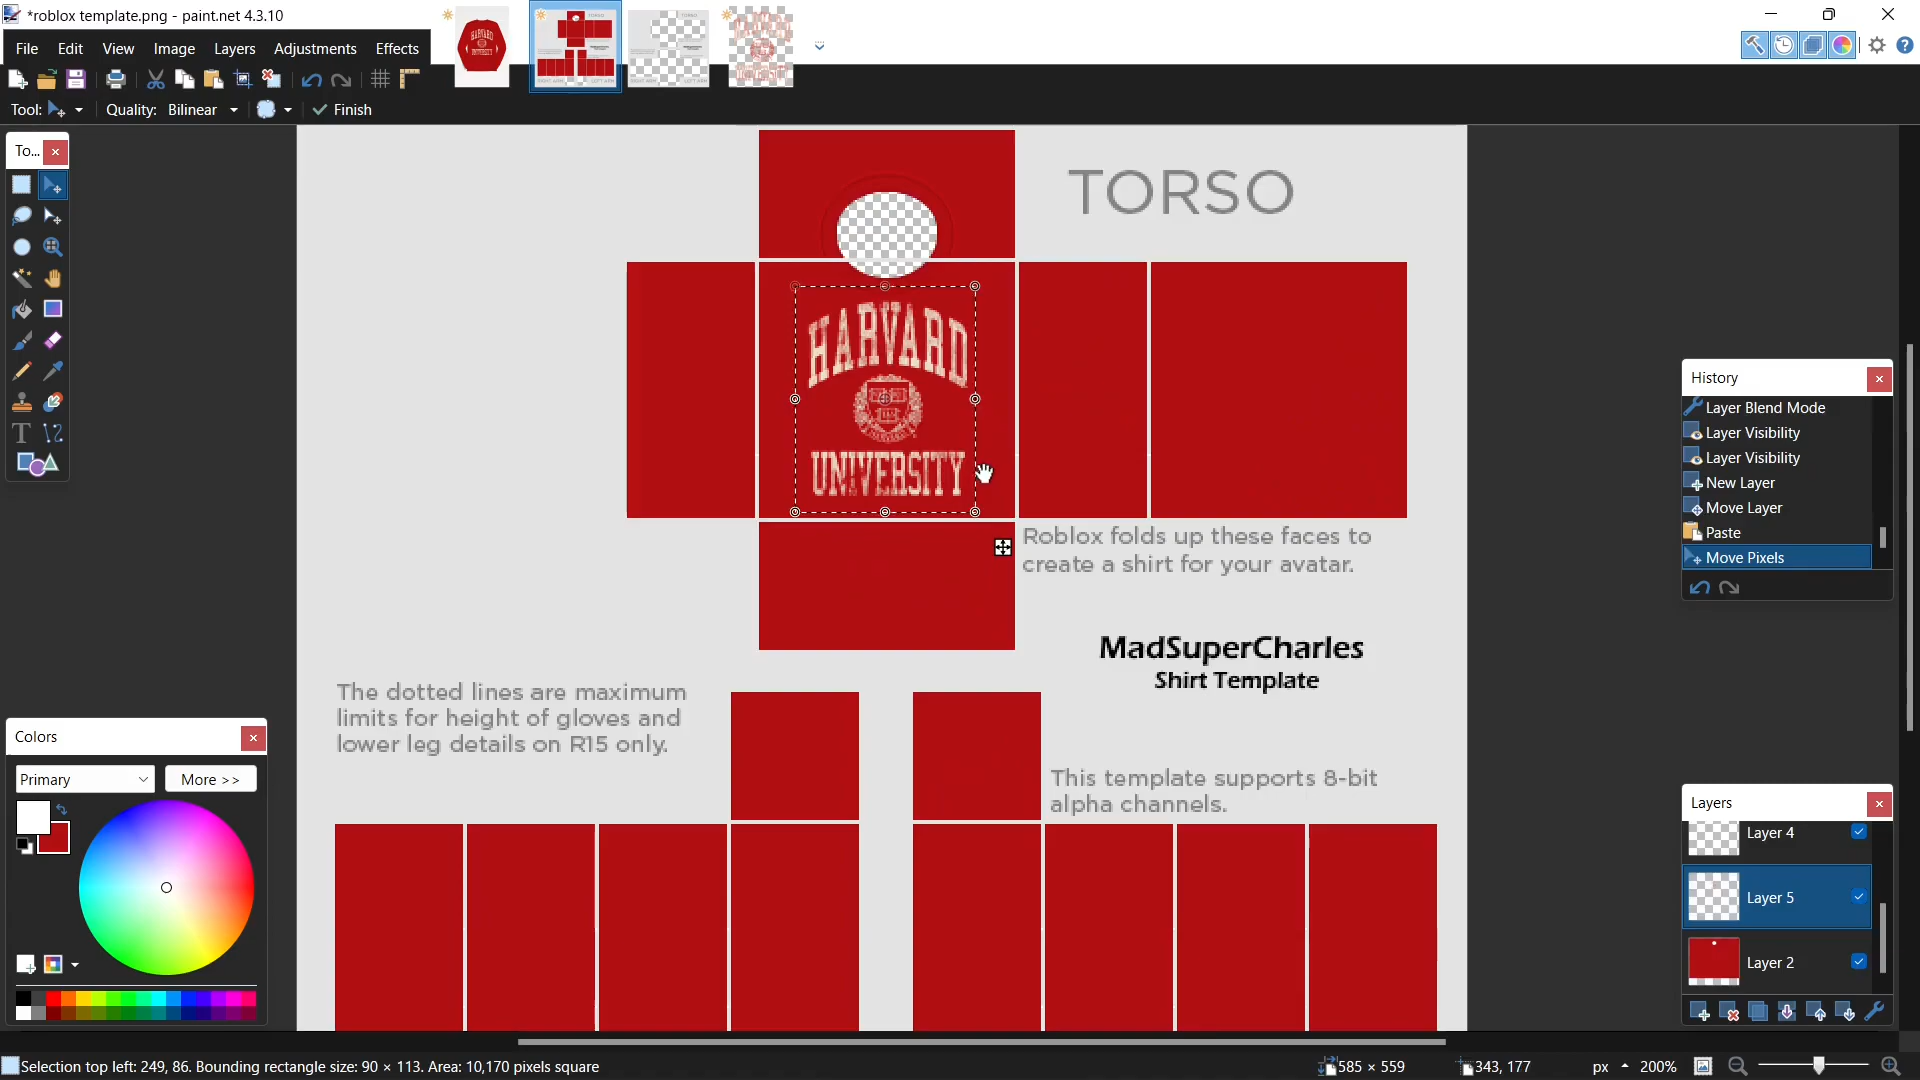 *roblox template.png - paint.net 4.3.10
File Edit View Image Layers Adjustments Effects
Tool: Quality: Bilinear Finish
To...
TORSO
HARVARD
UNIVERSITY
Roblox folds up these faces to
create a shirt for your avatar.
MadSuperCharles
Shirt Template
The dotted lines are maximum
limits for height of gloves and
lower leg details on R15 only.
This template supports 8-bit
alpha channels.
History
Layer Blend Mode
Layer Visibility
Layer Visibility
New Layer
Move Layer
Paste
Move Pixels
Colors
Primary More >>
Layers
Layer 4
Layer 5
Layer 2
Selection top left: 249, 86. Bounding rectangle size: 90 × 113. Area: 10,170 pixels square
585 × 559 343, 177 px 200%